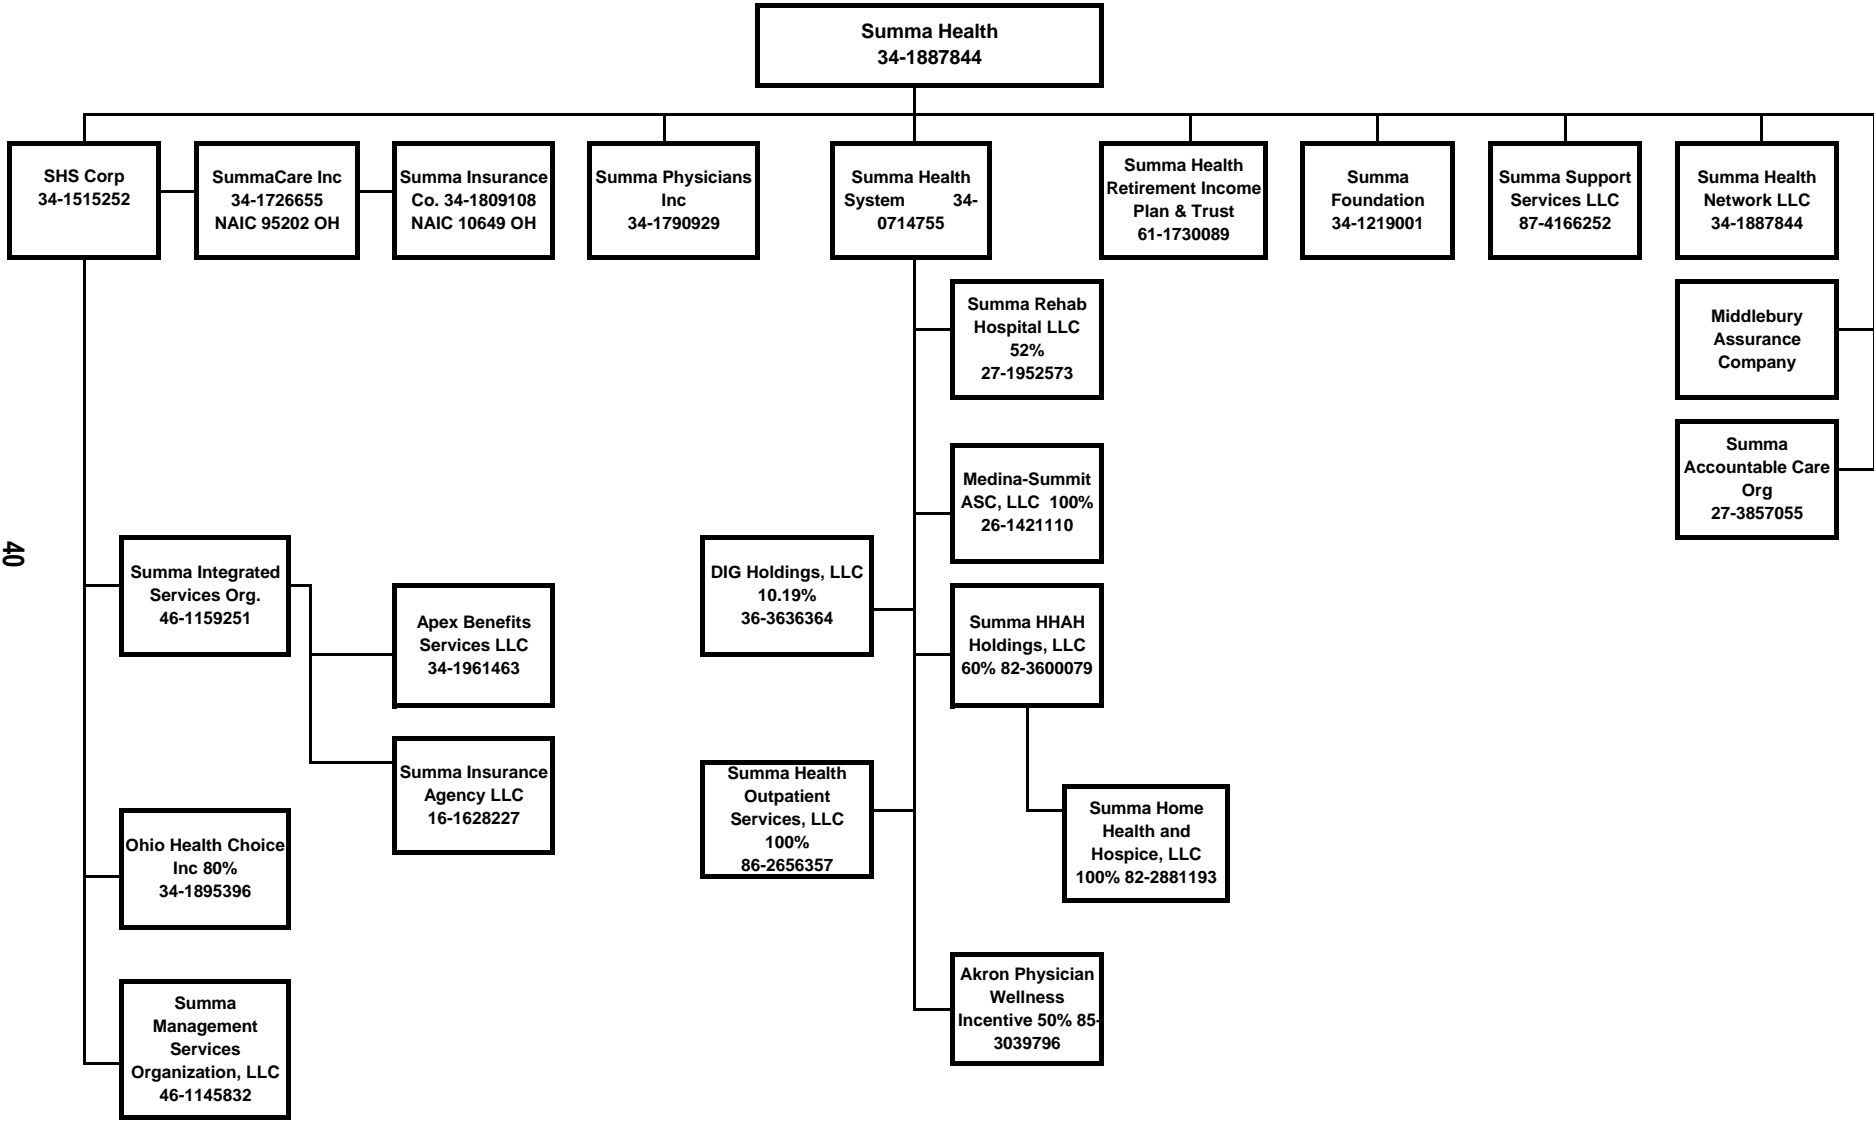 Summa Health
34-1887844
SHS Corp
34-1515252
SummaCare Inc
34-1726655
NAIC 95202 OH
Summa Insurance
Co. 34-1809108
NAIC 10649 OH
Summa Physicians
Inc
34-1790929
Summa Health
System 34-
0714755
Summa Health
Retirement Income
Plan & Trust
61-1730089
Summa
Foundation
34-1219001
Summa Support
Services LLC
87-4166252
Summa Health
Network LLC
34-1887844
Summa Rehab
Hospital LLC
52%
27-1952573
Middlebury
Assurance
Company
Medina-Summit
ASC, LLC 100%
26-1421110
Summa
Accountable Care
Org
27-3857055
40
Summa Integrated
Services Org.
46-1159251
Apex Benefits
Services LLC
34-1961463
DIG Holdings, LLC
10.19%
36-3636364
Summa HHAH
Holdings, LLC
60% 82-3600079
Summa Insurance
Agency LLC
16-1628227
Summa Health
Outpatient
Services, LLC
100%
86-2656357
Summa Home
Health and
Hospice, LLC
100% 82-2881193
Ohio Health Choice
Inc 80%
34-1895396
Akron Physician
Wellness
Incentive 50% 85-
3039796
Summa
Management
Services
Organization, LLC
46-1145832